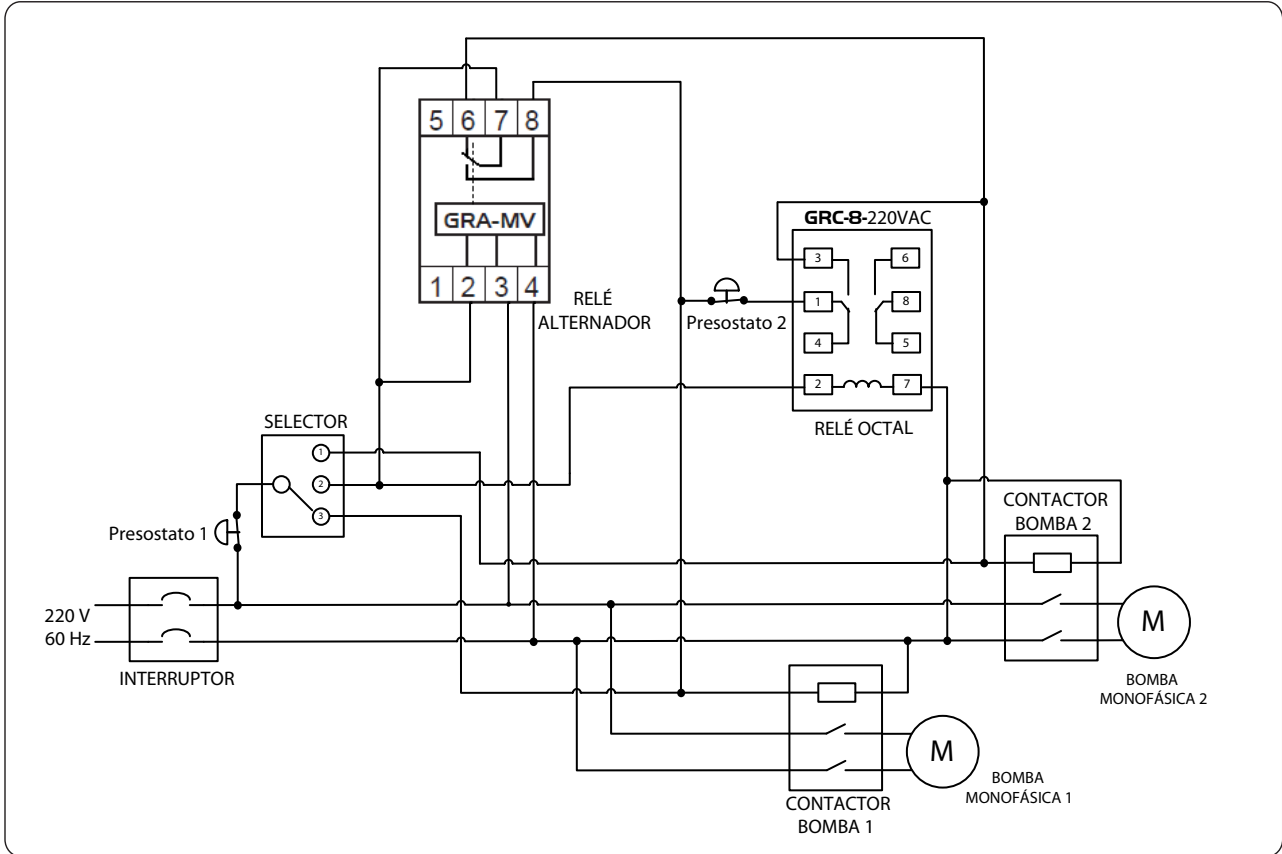 5 6 7 8
GRA-MV
1 2 3 4
RELÉ
ALTERNADOR
GRC-8-220VAC
3 6
1 8
4 5
2 7
RELÉ OCTAL
Presostato 2
SELECTOR
1
2
3
Presostato 1
220 V
60 Hz
INTERRUPTOR
CONTACTOR
BOMBA 2
M
BOMBA
MONOFÁSICA 2
M
BOMBA
MONOFÁSICA 1
CONTACTOR
BOMBA 1